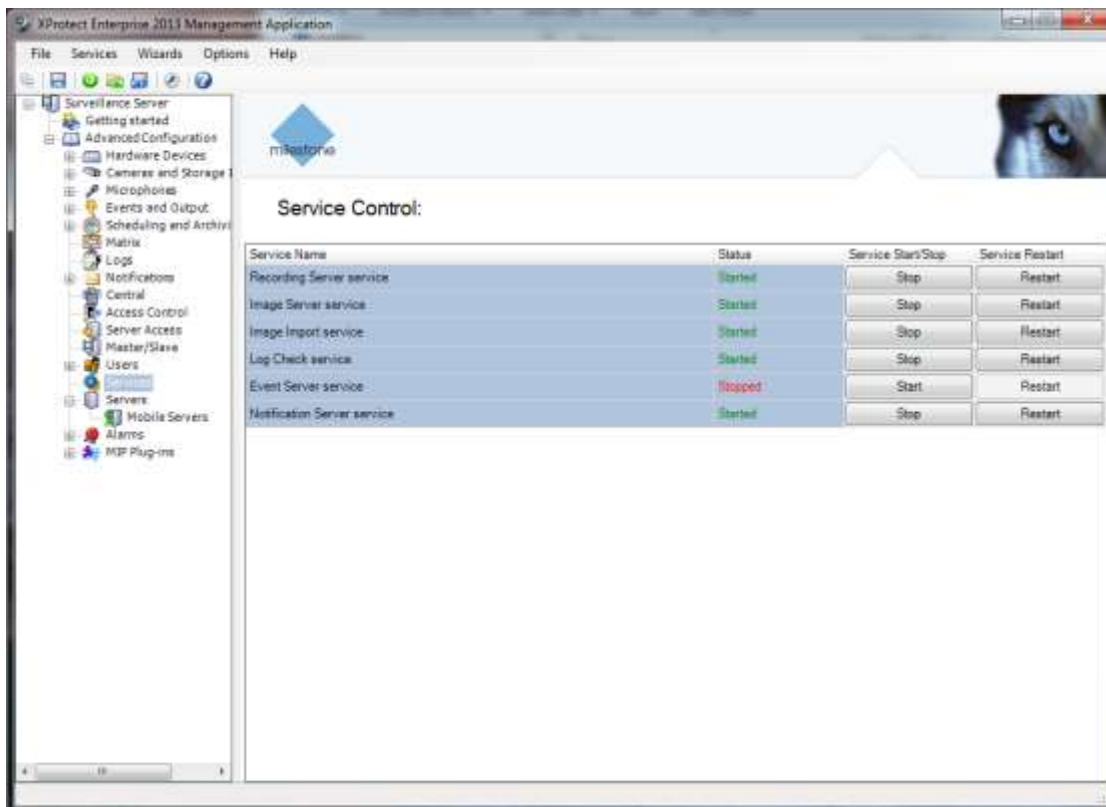 XProtect Enterprise 2013 Management Application
File Services Wizards Options Help
Surveillance Server
Getting started
Advanced Configuration
Hardware Devices
Cameras and Storage I
Microphones
Events and Output
Scheduling and Archivi
Matrix
Logs
Notifications
Central
Access Control
Server Access
Master/Slave
Users
Services
Servers
Mobile Servers
Alarms
MIP Plug-ins
milestone
Service Control:
Service Name Status Service Start/Stop Service Restart
Recording Server service Started Stop Restart
Image Server service Started Stop Restart
Image Import service Started Stop Restart
Log Check service Started Stop Restart
Event Server service Stopped Start Restart
Notification Server service Started Stop Restart